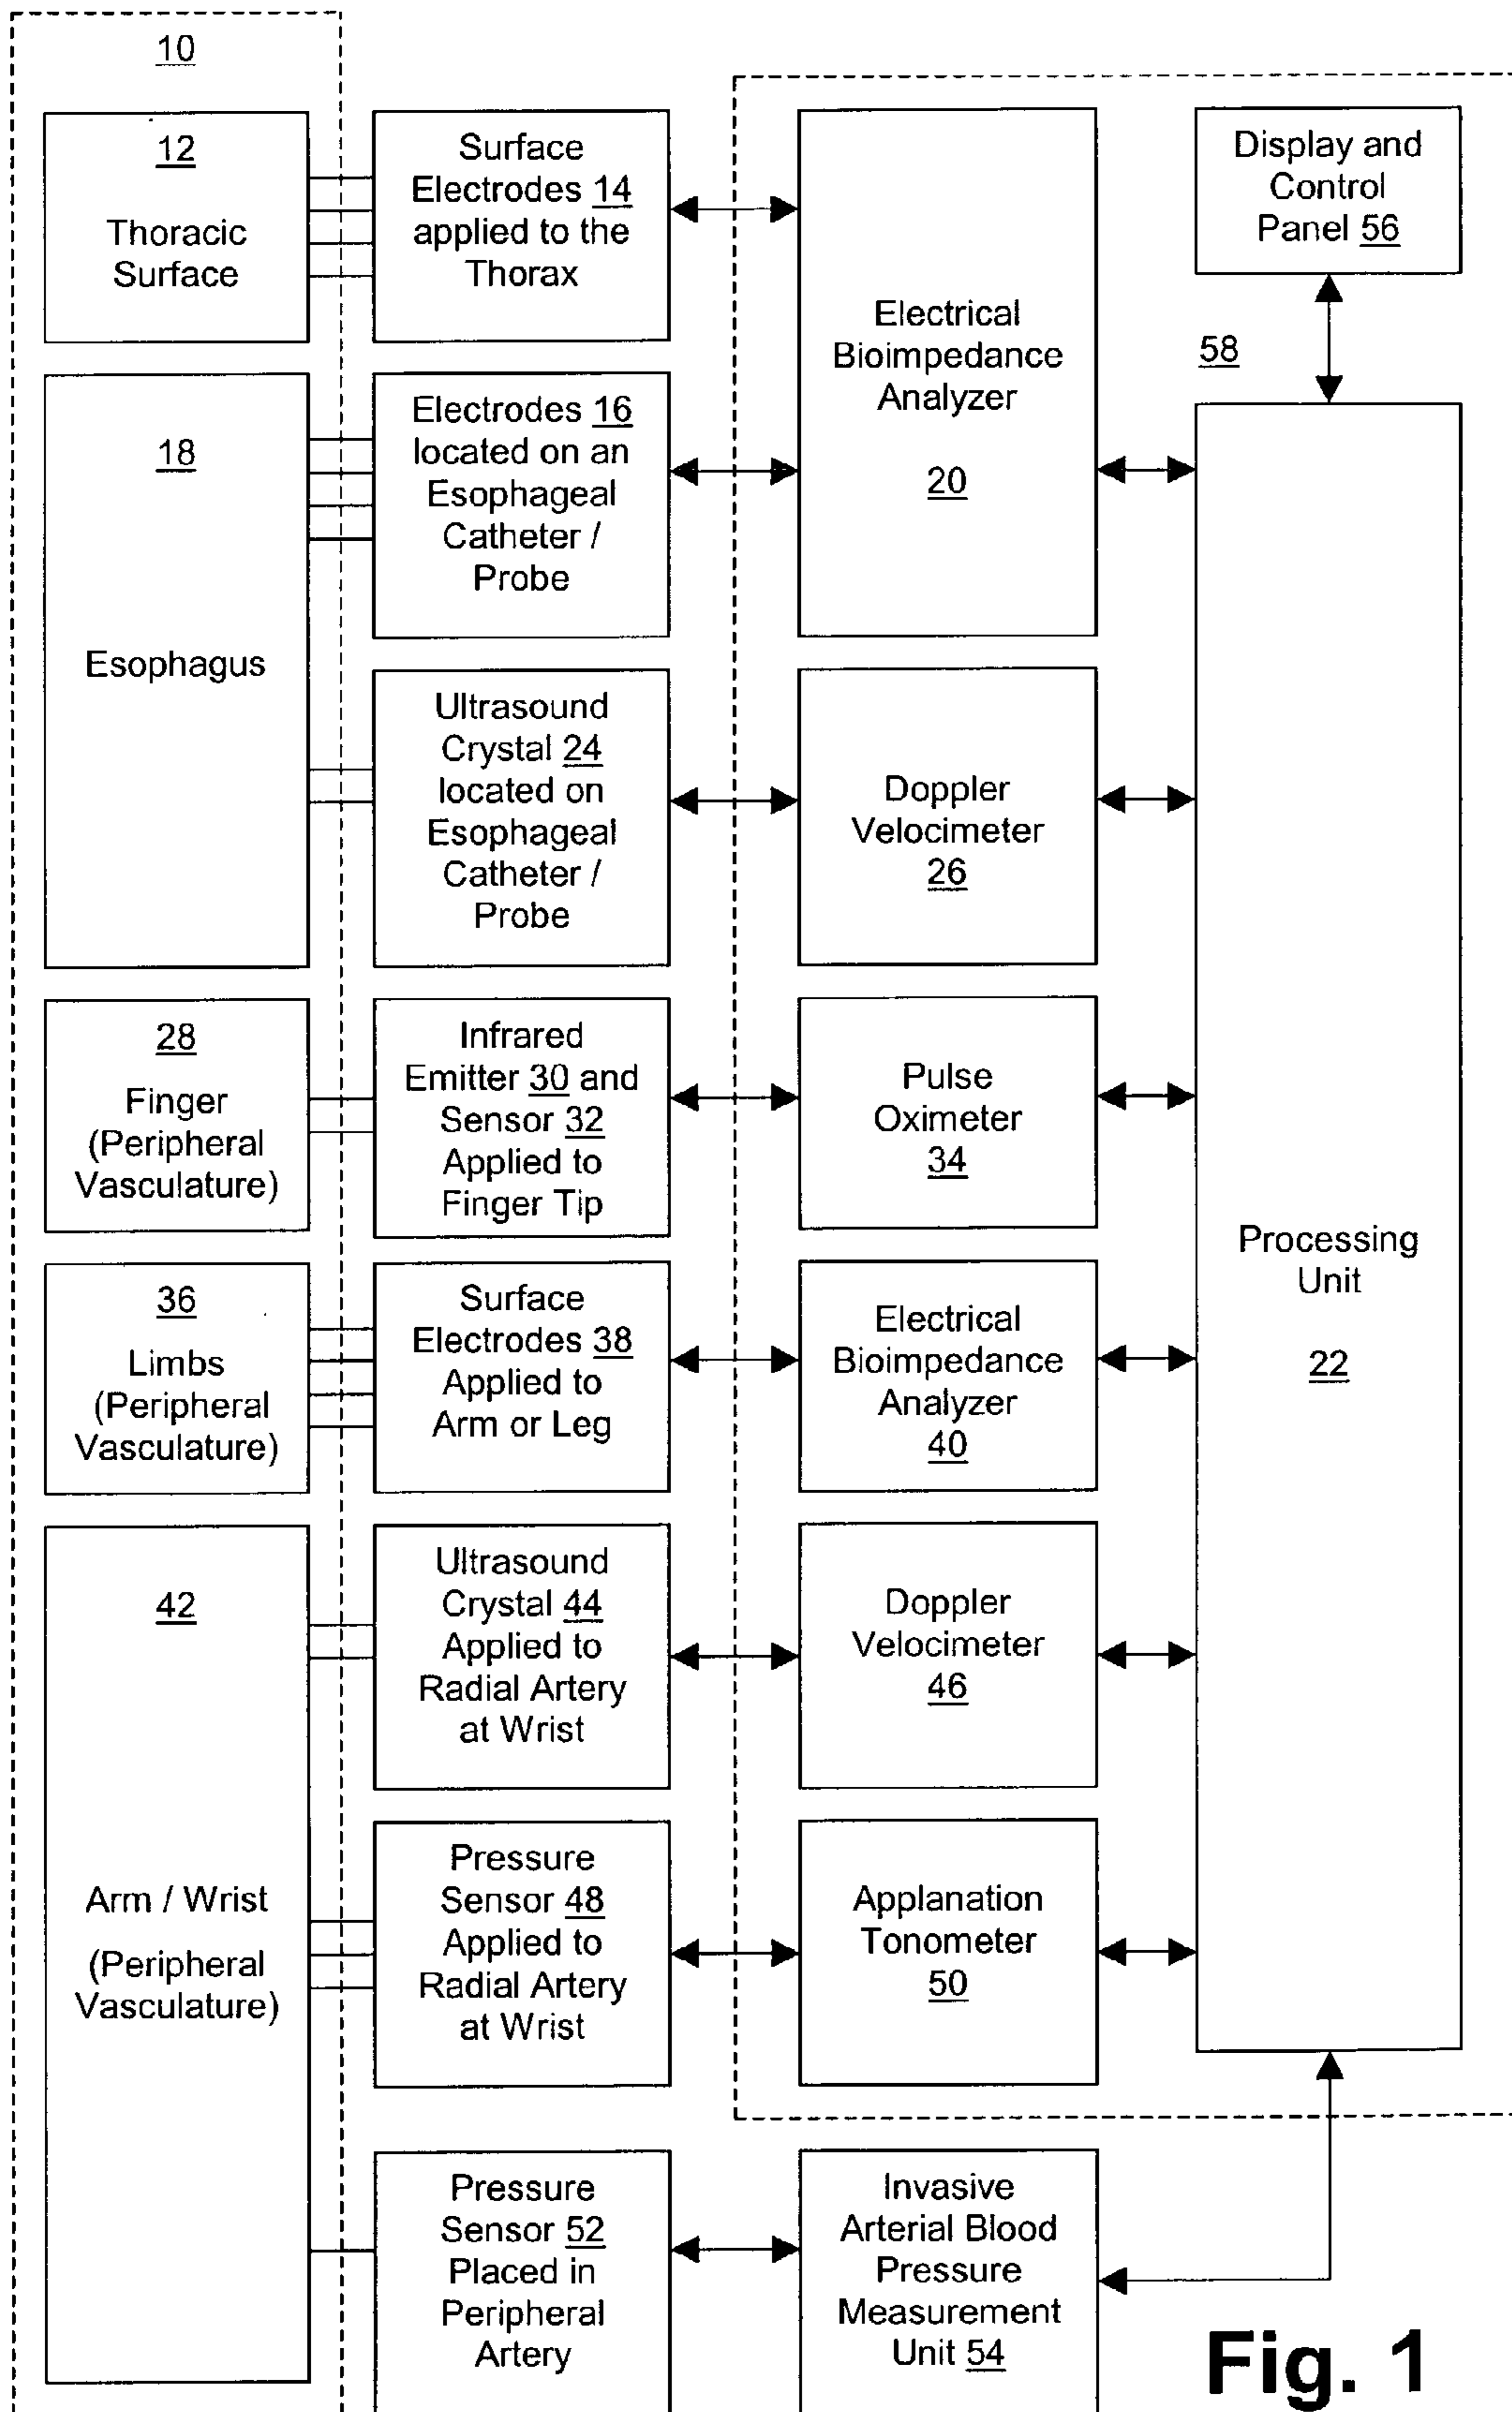 10
12
Thoracic
Surface
Surface
Electrodes 14
applied to the
Thorax
Electrical
Bioimpedance
Analyzer
20
Display and
Control
Panel 56
58
18
Esophagus
Electrodes 16
located on an
Esophageal
Catheter /
Probe
Ultrasound
Crystal 24
located on
Esophageal
Catheter /
Probe
Doppler
Velocimeter
26
28
Finger
(Peripheral
Vasculature)
Infrared
Emitter 30 and
Sensor 32
Applied to
Finger Tip
Pulse
Oximeter
34
Processing
Unit
22
36
Limbs
(Peripheral
Vasculature)
Surface
Electrodes 38
Applied to
Arm or Leg
Electrical
Bioimpedance
Analyzer
40
42
Arm / Wrist
(Peripheral
Vasculature)
Ultrasound
Crystal 44
Applied to
Radial Artery
at Wrist
Doppler
Velocimeter
46
Pressure
Sensor 48
Applied to
Radial Artery
at Wrist
Applanation
Tonometer
50
Pressure
Sensor 52
Placed in
Peripheral
Artery
Invasive
Arterial Blood
Pressure
Measurement
Unit 54
Fig. 1